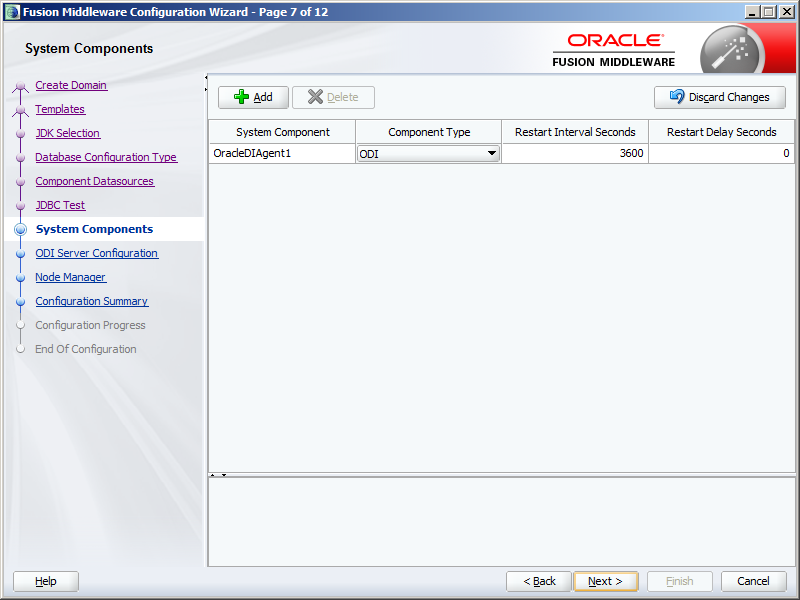 Fusion Middleware Configuration Wizard - Page 7 of 12
System Components
ORACLE
FUSION MIDDLEWARE
Create Domain
Templates
JDK Selection
Database Configuration Type
Component Datasources
JDBC Test
System Components
ODI Server Configuration
Node Manager
Configuration Summary
Configuration Progress
End Of Configuration
Add Delete Discard Changes
System Component Component Type Restart Interval Seconds Restart Delay Seconds
OracleDIAgent1 ODI 3600 0
Help < Back Next > Finish Cancel